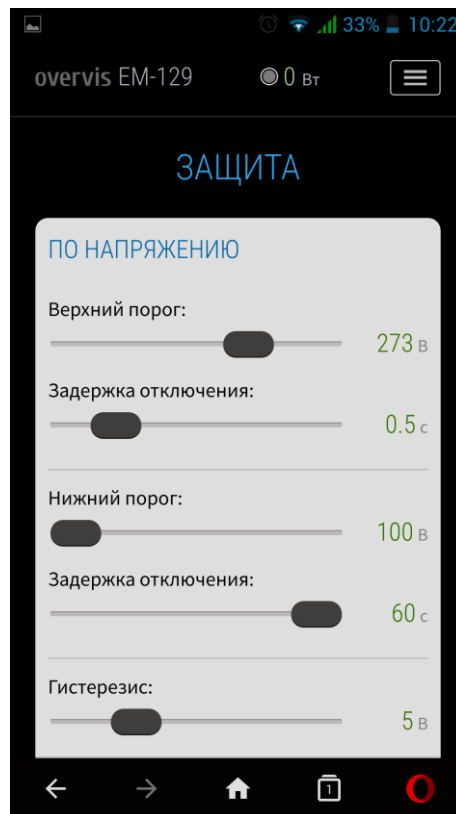 33% 10:22
overvis EM-129 0 Вт
ЗАЩИТА
ПО НАПРЯЖЕНИЮ
Верхний порог:
273 В
Задержка отключения:
0.5 с
Нижний порог:
100 В
Задержка отключения:
60 с
Гистерезис:
5 В
1